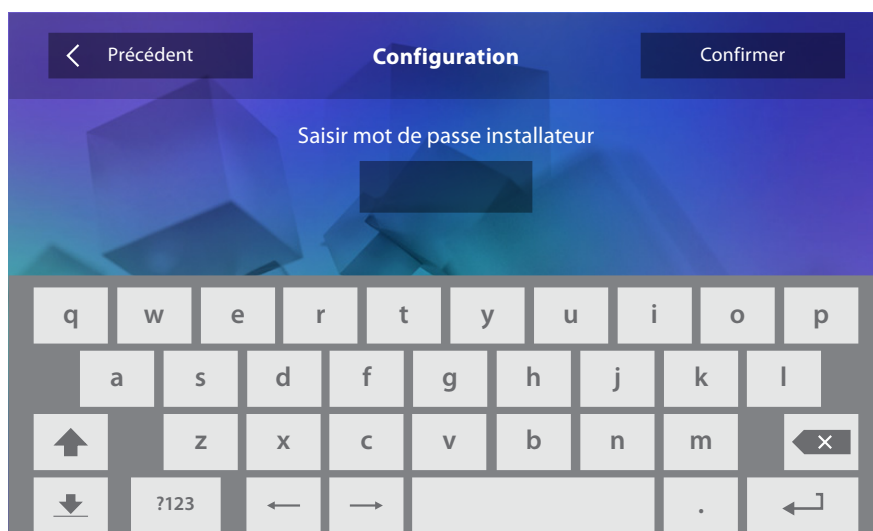 Précédent Configuration Confirmer
Saisir mot de passe installateur
q w e r t y u i o p
a s d f g h j k l
z x c v b n m
?123 .